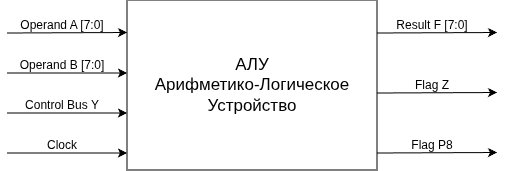 Operand A [7:0]
Operand B [7:0]
Control Bus Y
Clock
АЛУ
Арифметико-Логическое
Устройство
Result F [7:0]
Flag Z
Flag P8